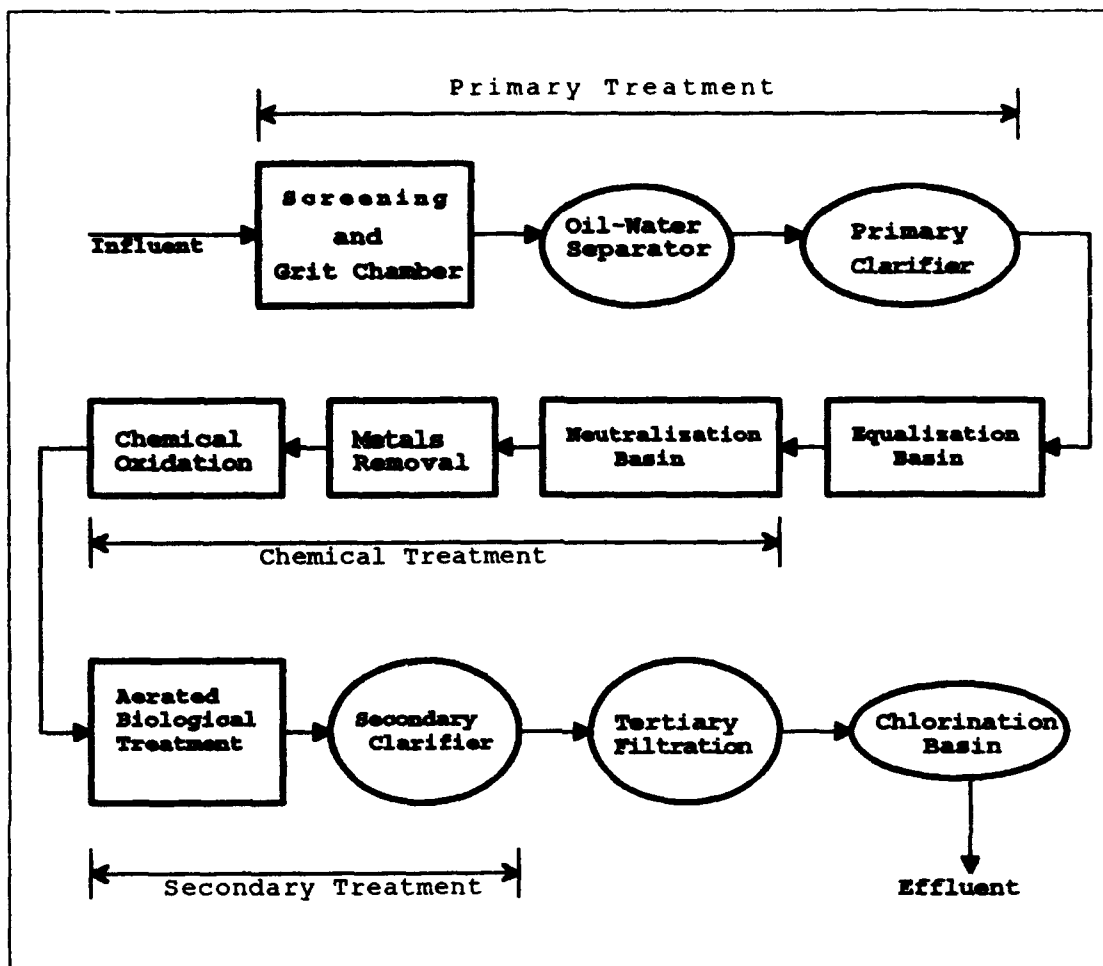 Primary Treatment
Screening
and
Grit Chamber
Influent
Oil-Water
Separator
Primary
Clarifier
Chemical
Oxidation
Metals
Removal
Neutralization
Basin
Equalization
Basin
Chemical Treatment
Aerated
Biological
Treatment
Secondary
Clarifier
Tertiary
Filtration
Chlorination
Basin
Secondary Treatment
Effluent